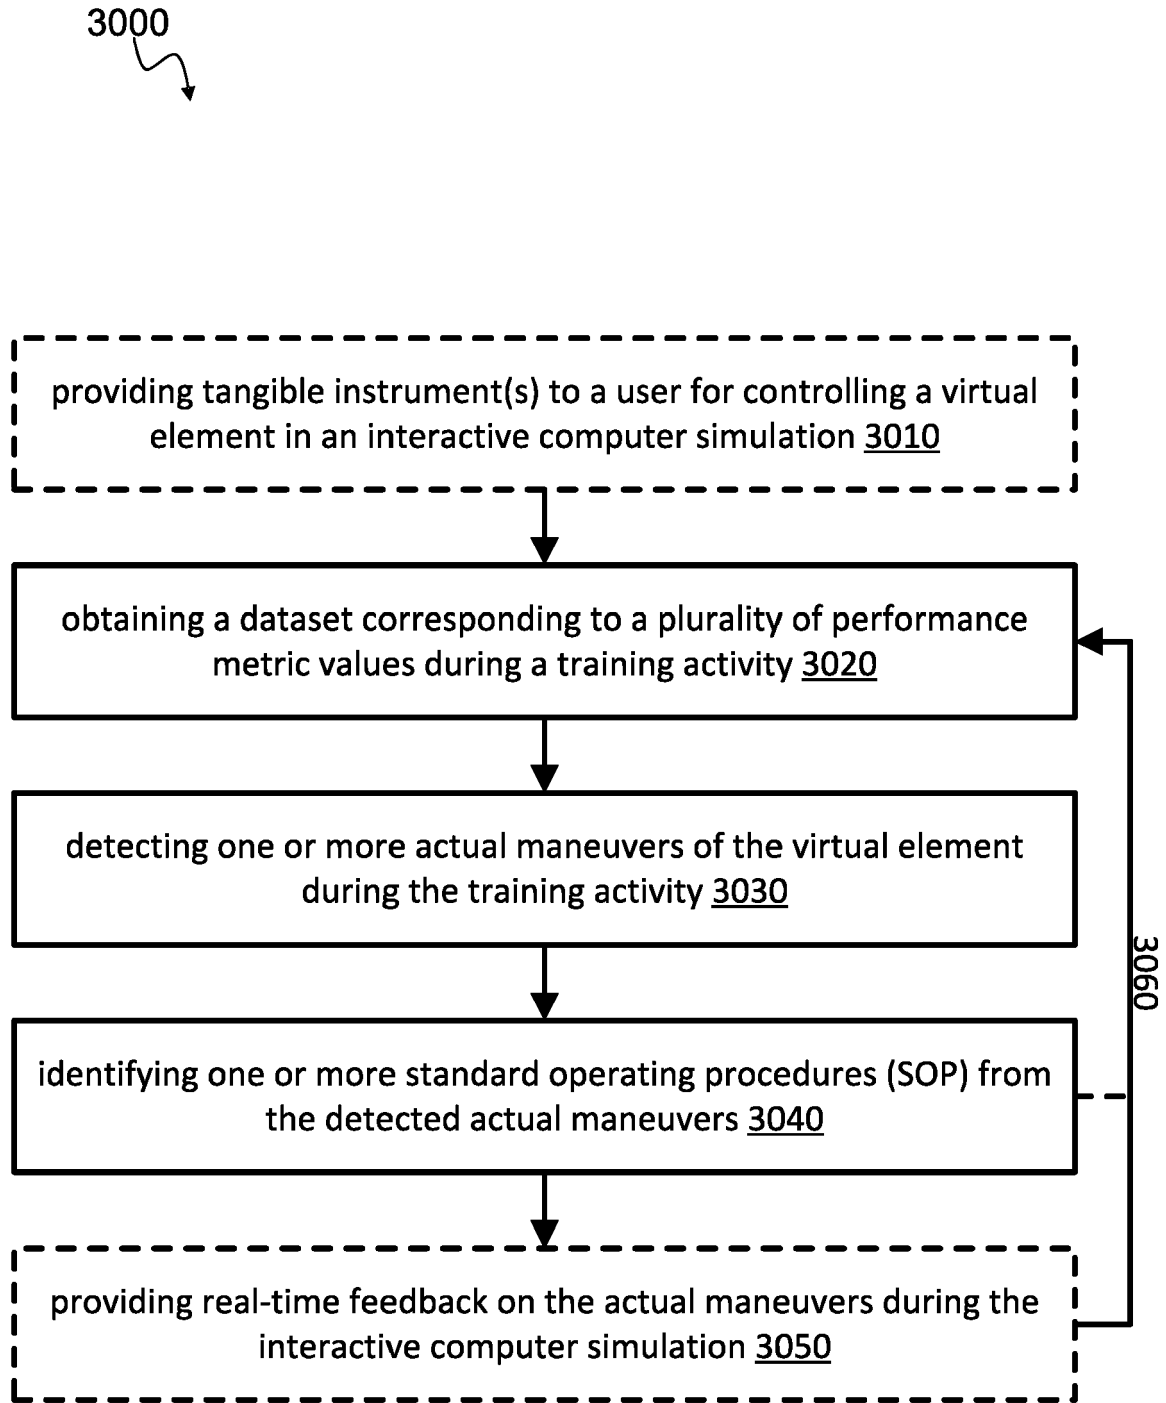 3000
providing tangible instrument(s) to a user for controlling a virtual
element in an interactive computer simulation 3010
obtaining a dataset corresponding to a plurality of performance
metric values during a training activity 3020
detecting one or more actual maneuvers of the virtual element
during the training activity 3030
3060
identifying one or more standard operating procedures (SOP) from
the detected actual maneuvers 3040
providing real-time feedback on the actual maneuvers during the
interactive computer simulation 3050